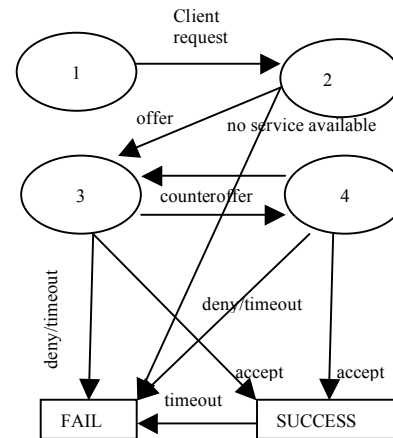 Client
request
1
2
offer
no service available
3
counteroffer
4
deny/timeout
deny/timeout
accept
accept
timeout
FAIL
SUCCESS